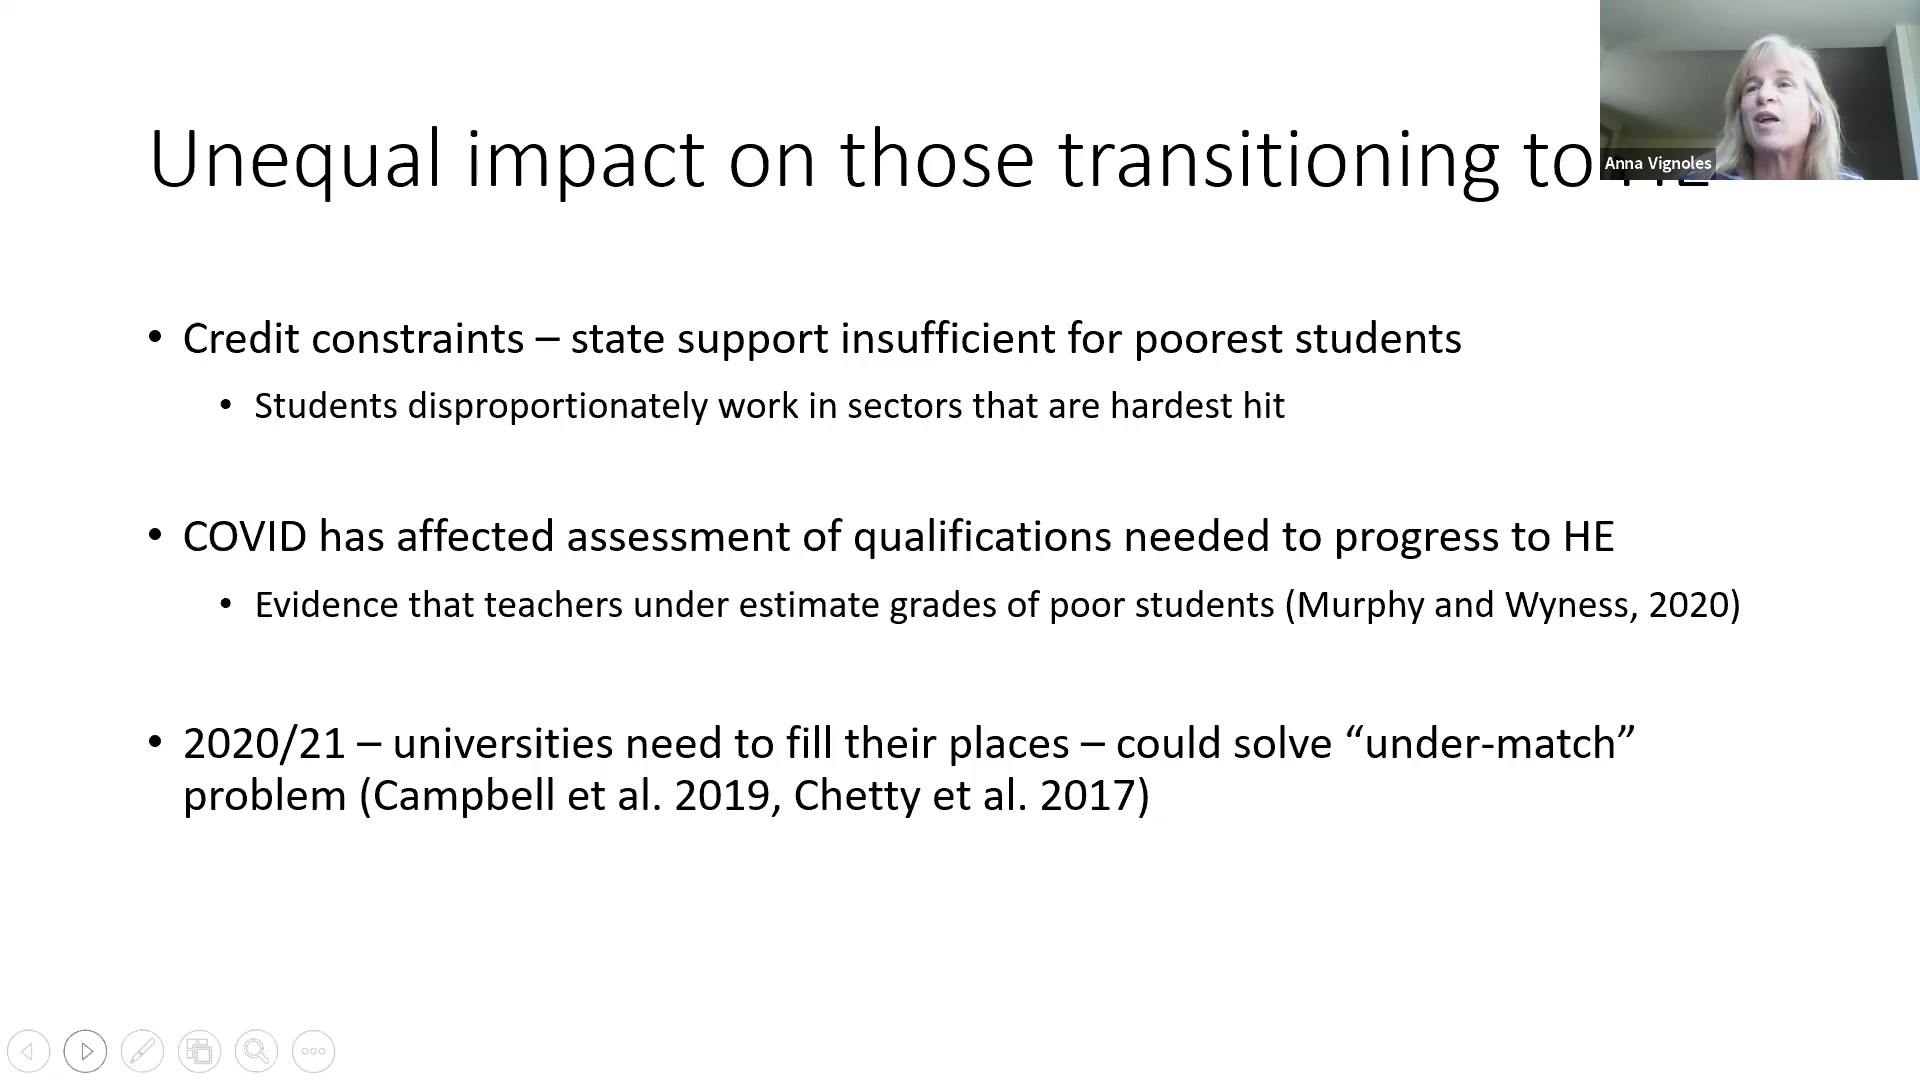 Unequal impact on those transitioning to
Anna Vignoles
• Credit constraints – state support insufficient for poorest students
• Students disproportionately work in sectors that are hardest hit
• COVID has affected assessment of qualifications needed to progress to HE
• Evidence that teachers under estimate grades of poor students (Murphy and Wyness, 2020)
• 2020/21 – universities need to fill their places – could solve “under-match”
problem (Campbell et al. 2019, Chetty et al. 2017)